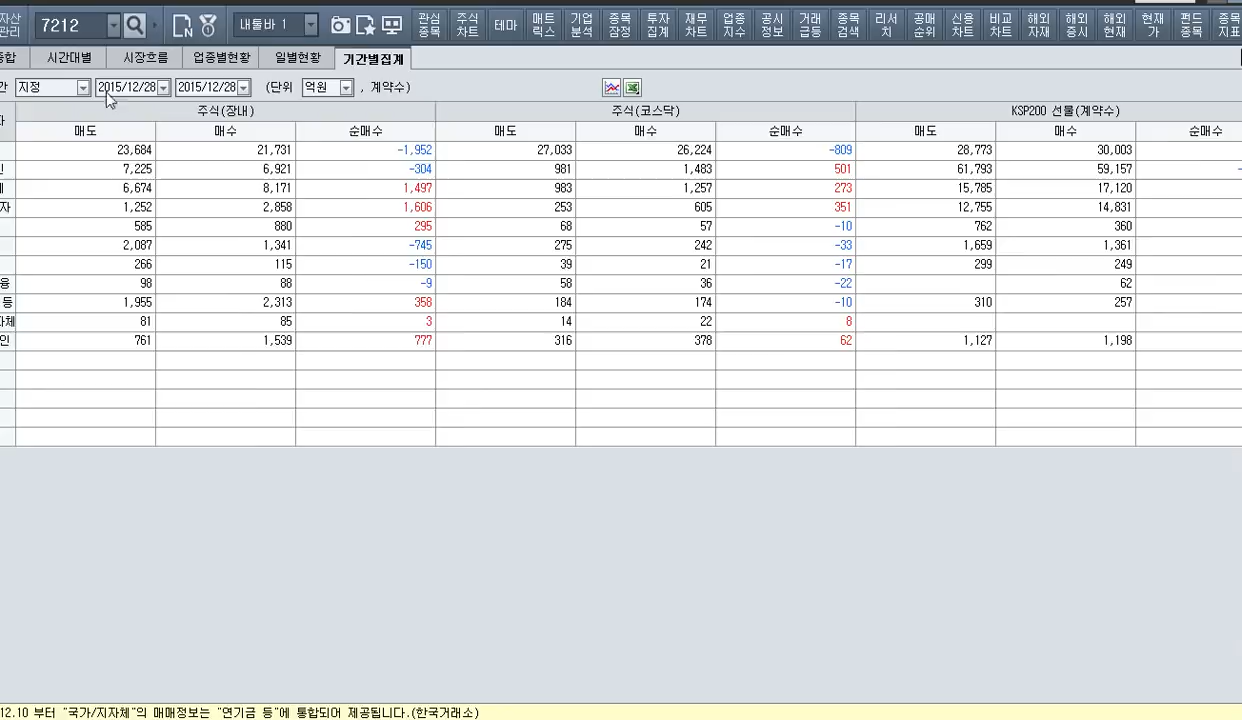 자산 7212 내툴바 1 관심 주식 테마 매트 기업 종목 투자 재무 업종 공시 거래 종목 리서 공매 신용 비교 해외 해외 해외 현재 펀드 종목
관리 종목 차트 릭스 분석 잠정 집계 차트 지수 정보 급등 검색 치 순위 차트 차트 자재 증시 현재 가 종목 지표
종합 시간대별 시장흐름 업종별현황 일별현황 기간별집계
간 지정 2015/12/28 2015/12/28 (단위 억원 , 계약수)
자 주식(장내) 주식(코스닥) KSP200 선물(계약수)
매도 매수 순매수 매도 매수 순매수 매도 매수 순매수
23,684 21,731 -1,952 27,033 26,224 -809 28,773 30,003
인 7,225 6,921 -304 981 1,483 501 61,793 59,157 -
계 6,674 8,171 1,497 983 1,257 273 15,785 17,120
자 1,252 2,858 1,606 253 605 351 12,755 14,831
585 880 295 68 57 -10 762 360
2,087 1,341 -745 275 242 -33 1,659 1,361
266 115 -150 39 21 -17 299 249
융 98 88 -9 58 36 -22 62
등 1,955 2,313 358 184 174 -10 310 257
자체 81 85 3 14 22 8
인 761 1,539 777 316 378 62 1,127 1,198
12.10 부터 "국가/지자체"의 매매정보는 "연기금 등"에 통합되어 제공됩니다.(한국거래소)